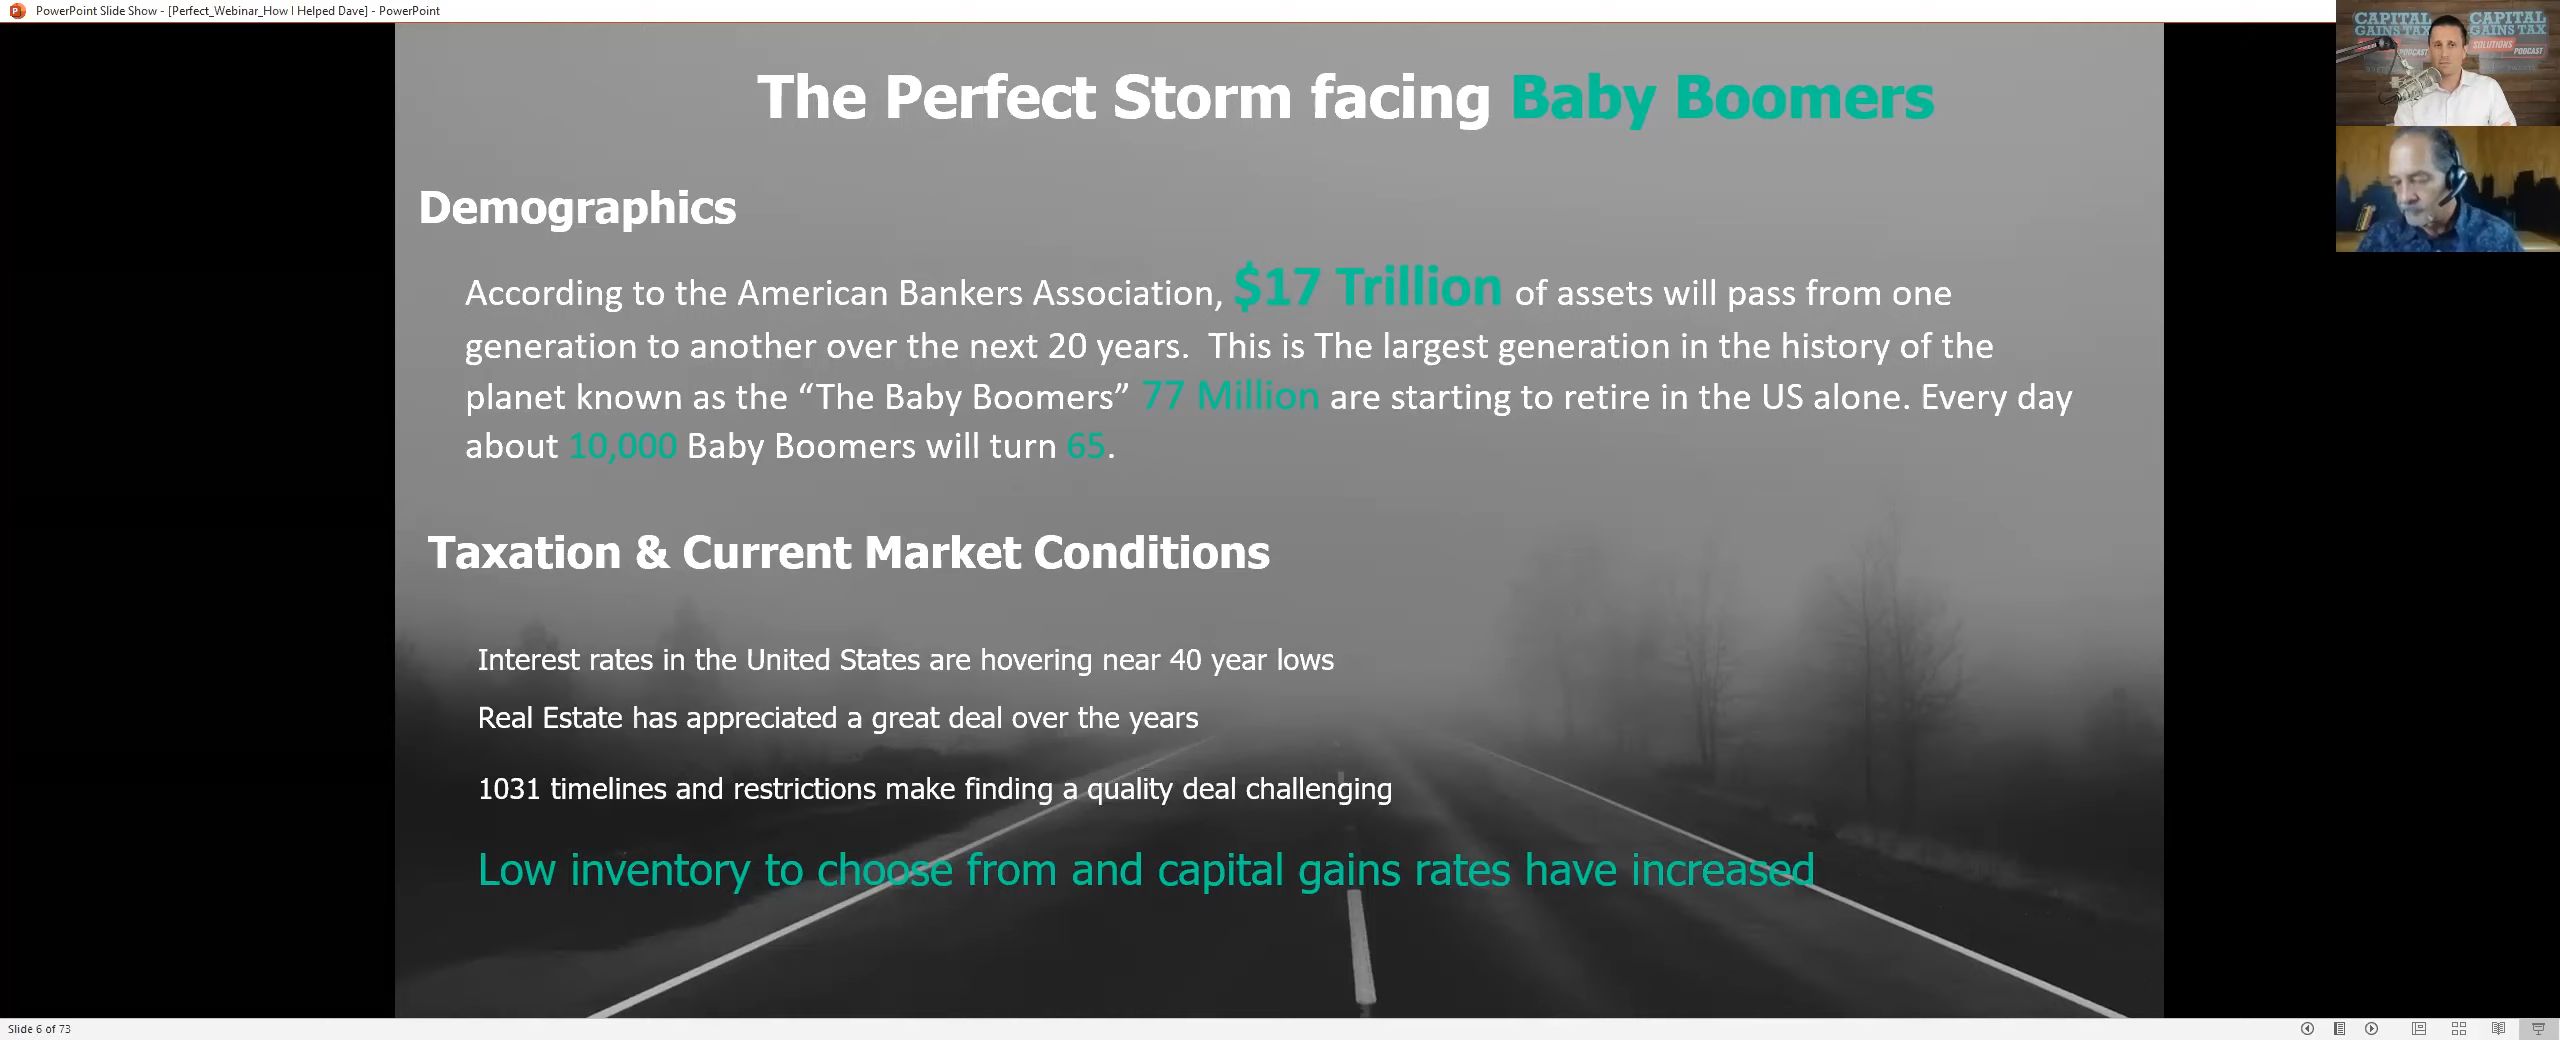 PowerPoint Slide Show - [Perfect_Webinar_How I Helped Dave] - PowerPoint
CAPITAL GAINS TAX SOLUTIONS PODCAST
CAPITAL GAINS TAX PODCAST
The Perfect Storm facing Baby Boomers
Demographics
According to the American Bankers Association, $17 Trillion of assets will pass from one
generation to another over the next 20 years.  This is The largest generation in the history of the
planet known as the “The Baby Boomers” 77 Million are starting to retire in the US alone. Every day
about 10,000 Baby Boomers will turn 65.
Taxation & Current Market Conditions
Interest rates in the United States are hovering near 40 year lows
Real Estate has appreciated a great deal over the years
1031 timelines and restrictions make finding a quality deal challenging
Low inventory to choose from and capital gains rates have increased
Slide 6 of 73